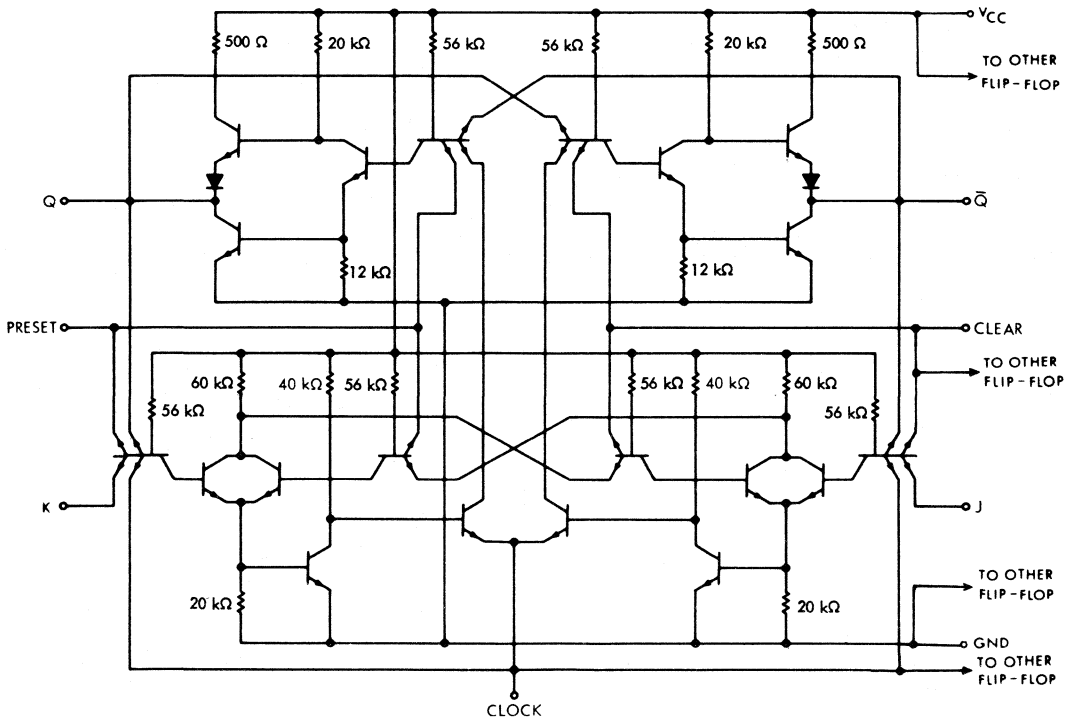 VCC
500 Ω
20 kΩ
56 kΩ
56 kΩ
20 kΩ
500 Ω
TO OTHER
FLIP-FLOP
Q
Q̅
12 kΩ
12 kΩ
PRESET
CLEAR
TO OTHER
FLIP-FLOP
60 kΩ
40 kΩ
56 kΩ
56 kΩ
40 kΩ
60 kΩ
56 kΩ
56 kΩ
K
J
TO OTHER
FLIP-FLOP
20 kΩ
20 kΩ
GND
TO OTHER
FLIP-FLOP
CLOCK